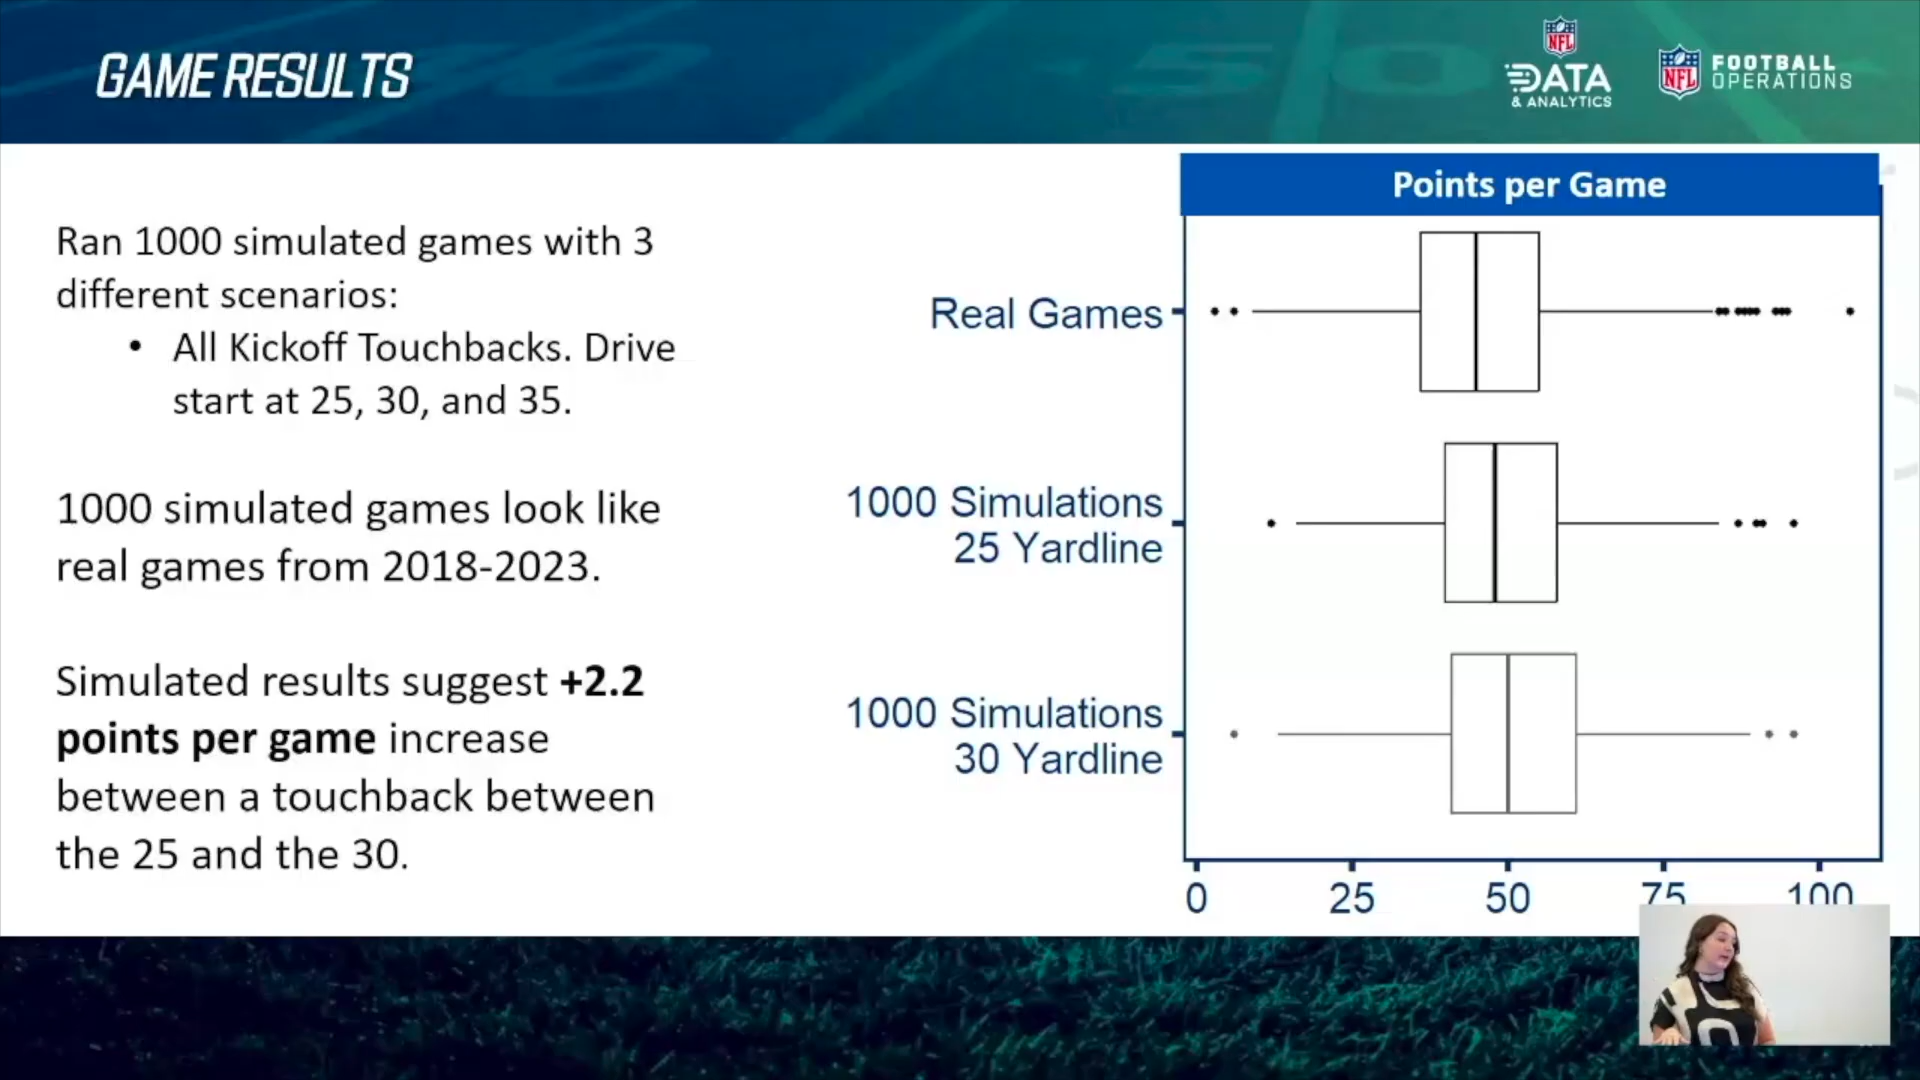 GAME RESULTS
NFL
DATA
& ANALYTICS
NFL
FOOTBALL
OPERATIONS
Ran 1000 simulated games with 3
different scenarios:
• All Kickoff Touchbacks. Drive
start at 25, 30, and 35.
1000 simulated games look like
real games from 2018-2023.
Simulated results suggest +2.2
points per game increase
between a touchback between
the 25 and the 30.
Points per Game
Real Games
1000 Simulations
25 Yardline
1000 Simulations
30 Yardline
0 25 50 75 100